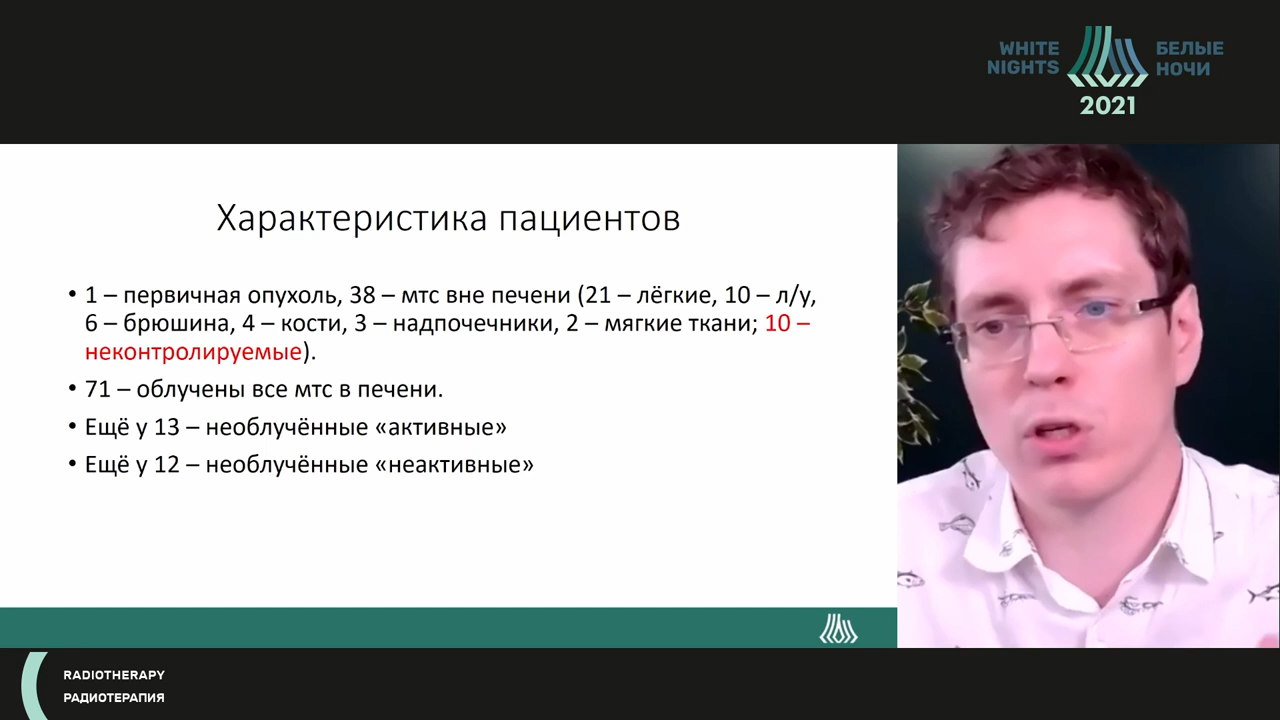 WHITE
NIGHTS
БЕЛЫЕ
НОЧИ
2021
Характеристика пациентов
• 1 – первичная опухоль, 38 – мтс вне печени (21 – лёгкие, 10 – л/у,
6 – брюшина, 4 – кости, 3 – надпочечники, 2 – мягкие ткани; 10 –
неконтролируемые).
• 71 – облучены все мтс в печени.
• Ещё у 13 – необлучённые «активные»
• Ещё у 12 – необлучённые «неактивные»
RADIOTHERAPY
РАДИОТЕРАПИЯ